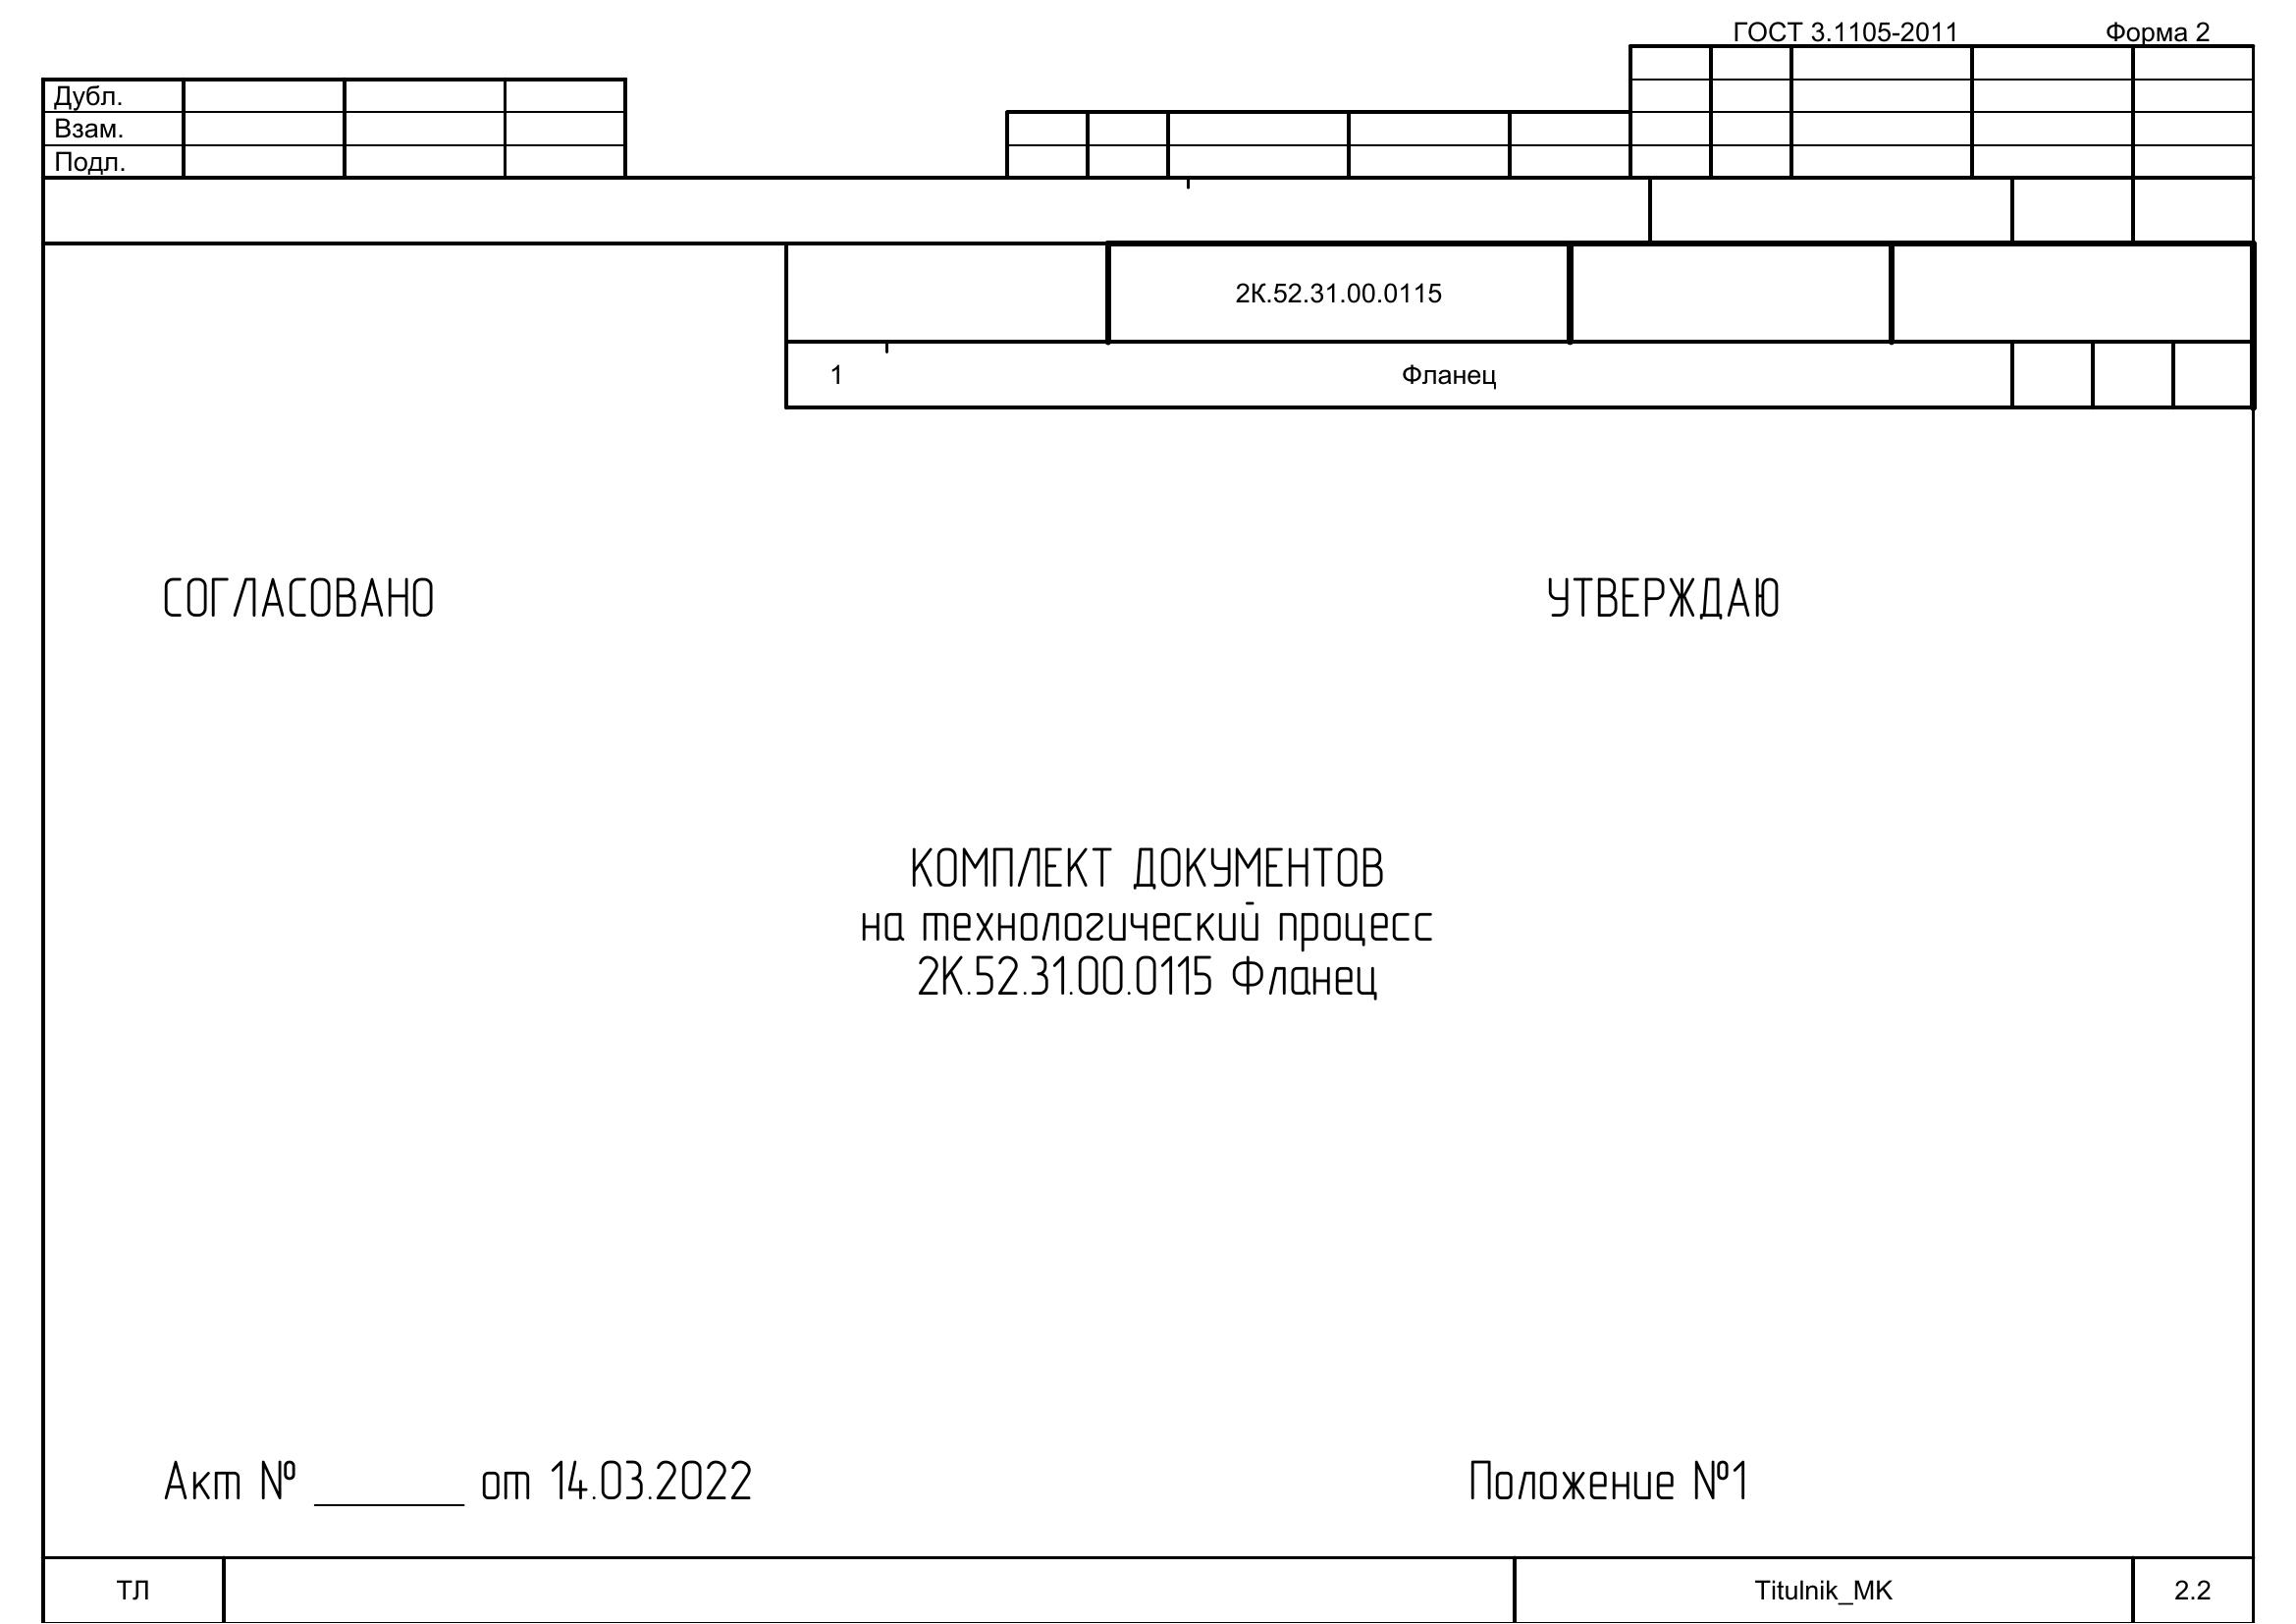 ГОСТ 3.1105-2011 Форма 2
Дубл.
Взам.
Подл.
2К.52.31.00.0115
1 Фланец
СОГЛАСОВАНО УТВЕРЖДАЮ
КОМПЛЕКТ ДОКУМЕНТОВ
на технологический процесс
2К.52.31.00.0115 Фланец
Акт № ________ от 14.03.2022 Положение №1
ТЛ Titulnik_МК 2.2